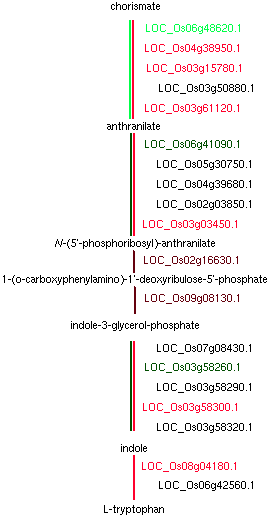 chorismate
LOC_Os06g48620.1
LOC_Os04g38950.1
LOC_Os03g15780.1
LOC_Os03g50880.1
LOC_Os03g61120.1
anthranilate
LOC_Os06g41090.1
LOC_Os05g30750.1
LOC_Os04g39680.1
LOC_Os02g03850.1
LOC_Os03g03450.1
N-(5'-phosphoribosyl)-anthranilate
LOC_Os02g16630.1
1-(o-carboxyphenylamino)-1'-deoxyribulose-5'-phosphate
LOC_Os09g08130.1
indole-3-glycerol-phosphate
LOC_Os07g08430.1
LOC_Os03g58260.1
LOC_Os03g58290.1
LOC_Os03g58300.1
LOC_Os03g58320.1
indole
LOC_Os08g04180.1
LOC_Os06g42560.1
L-tryptophan